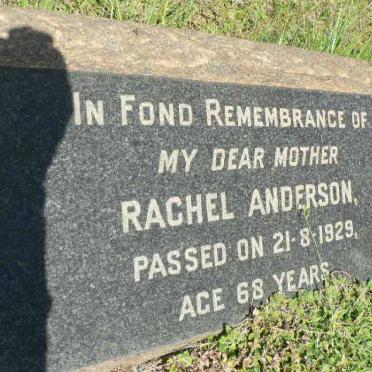 In Fond Remembrance of
my dear mother
Rachel Anderson,
Passed on 21-8-1929,
Age 68 years.